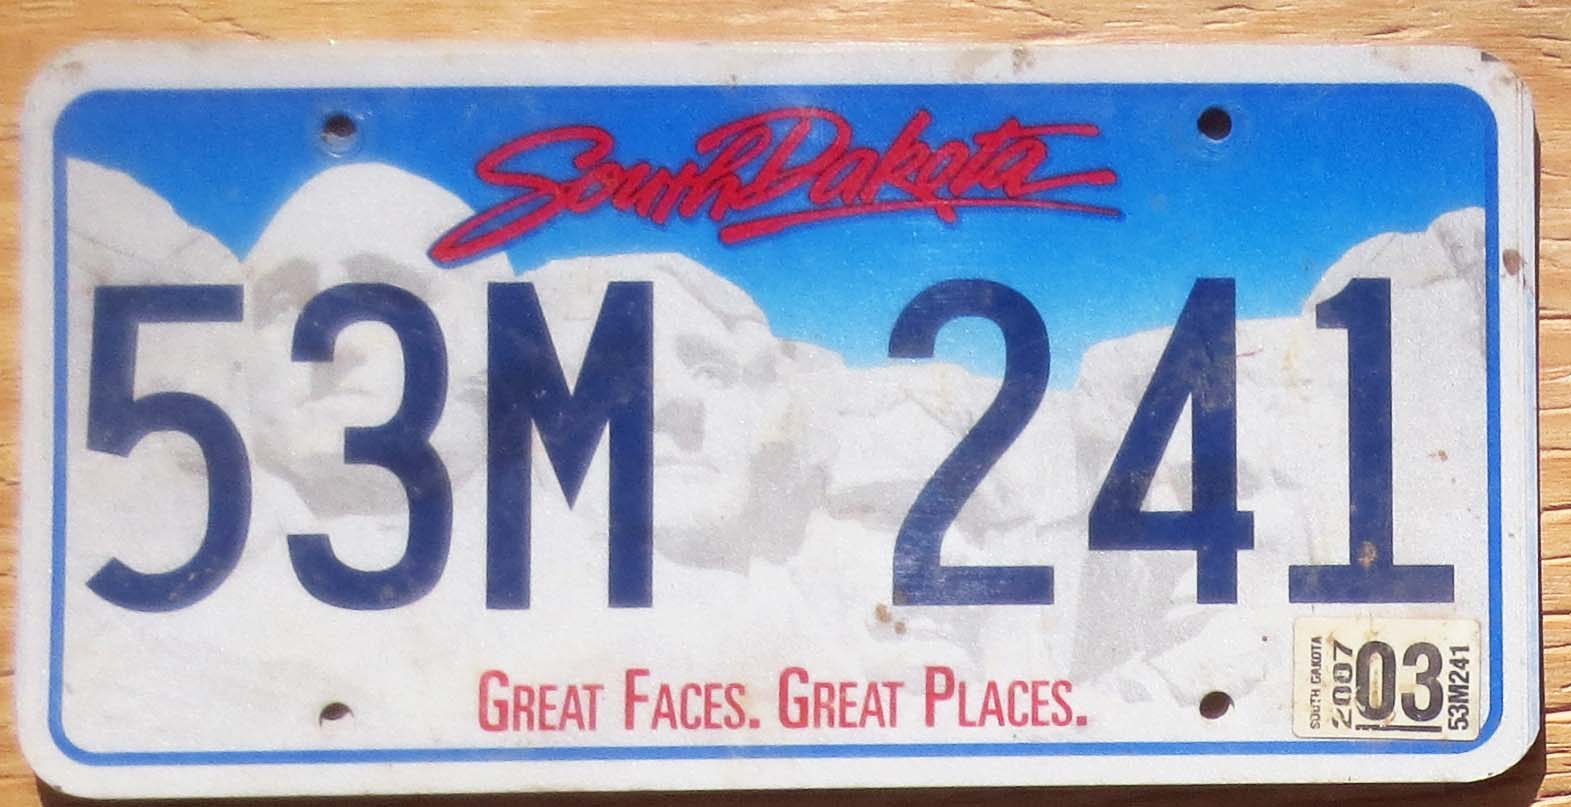 South Dakota
53M 241
GREAT FACES. GREAT PLACES.
SOUTH DAKOTA
2007
03
53M241